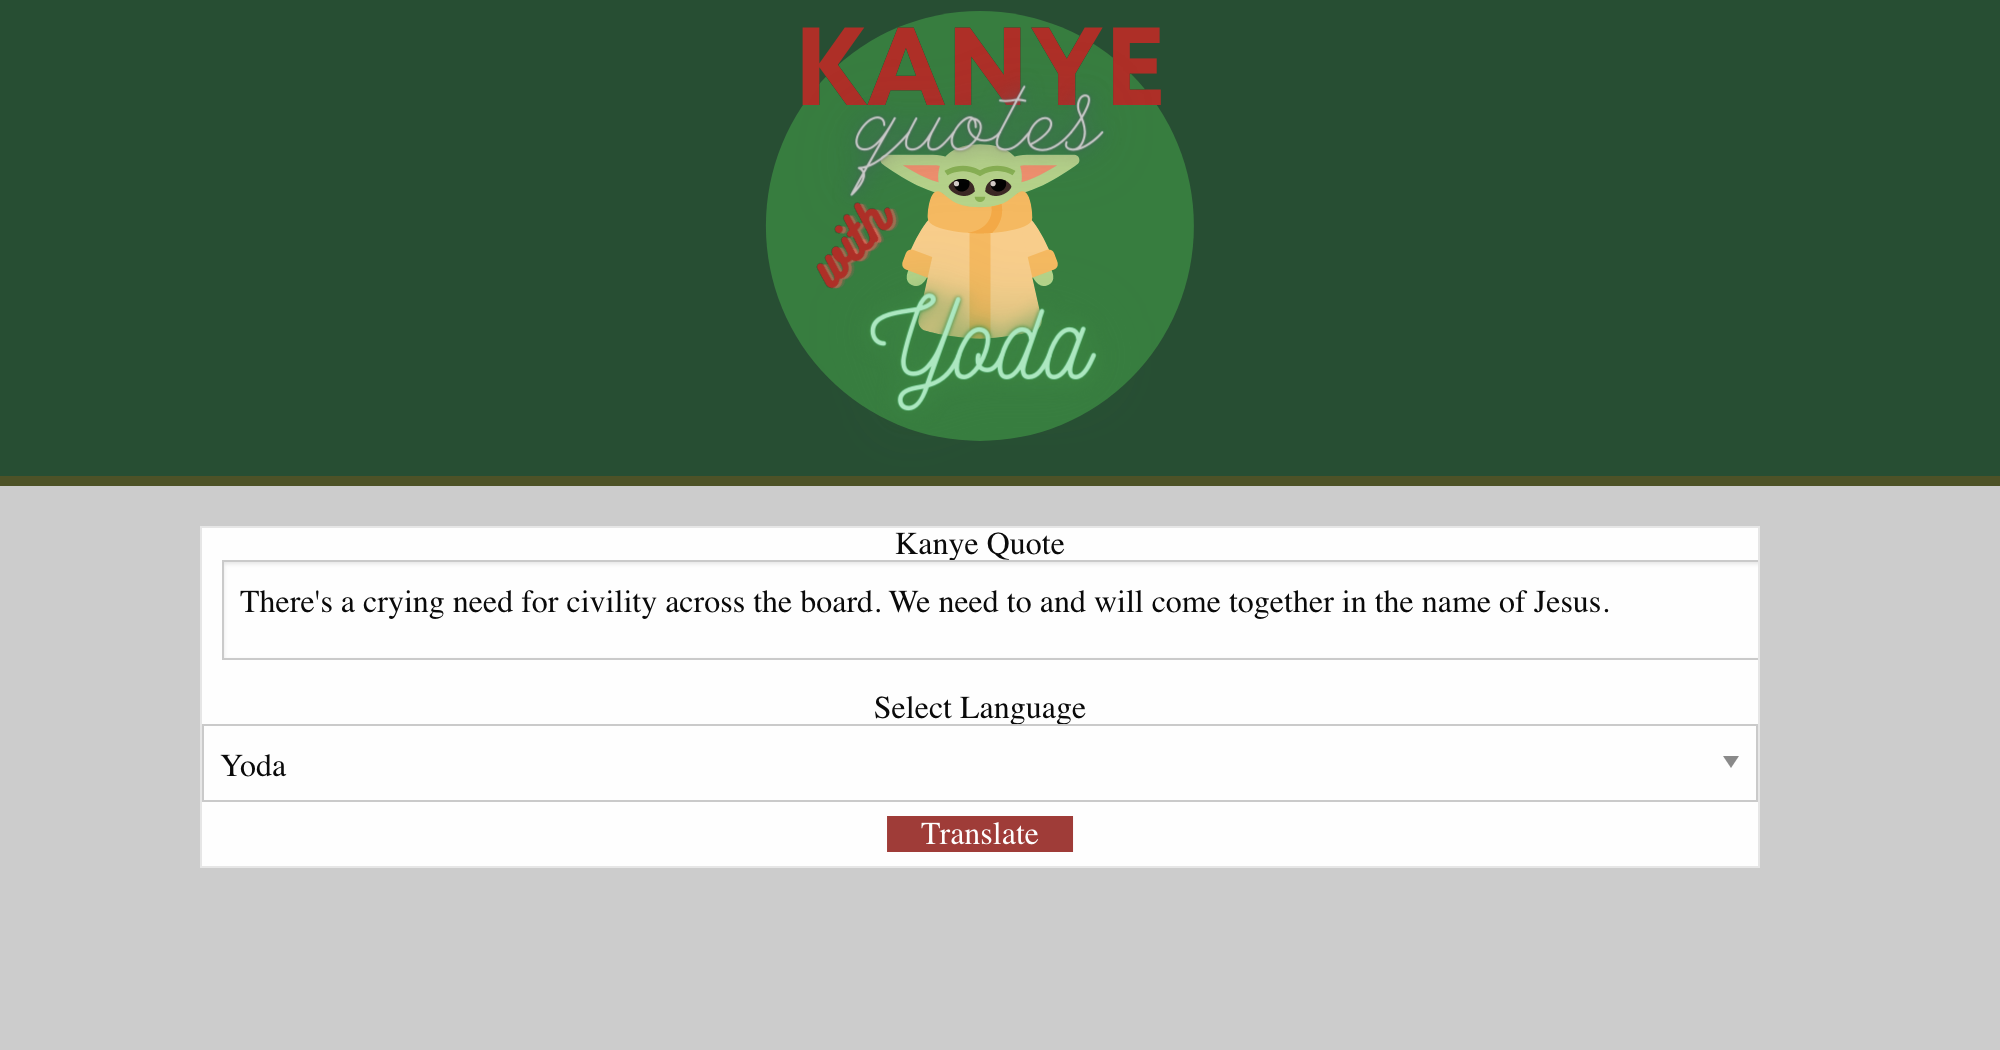 KANYE
quotes
with
Yoda
Kanye Quote
There's a crying need for civility across the board. We need to and will come together in the name of Jesus.
Select Language
Yoda
Translate